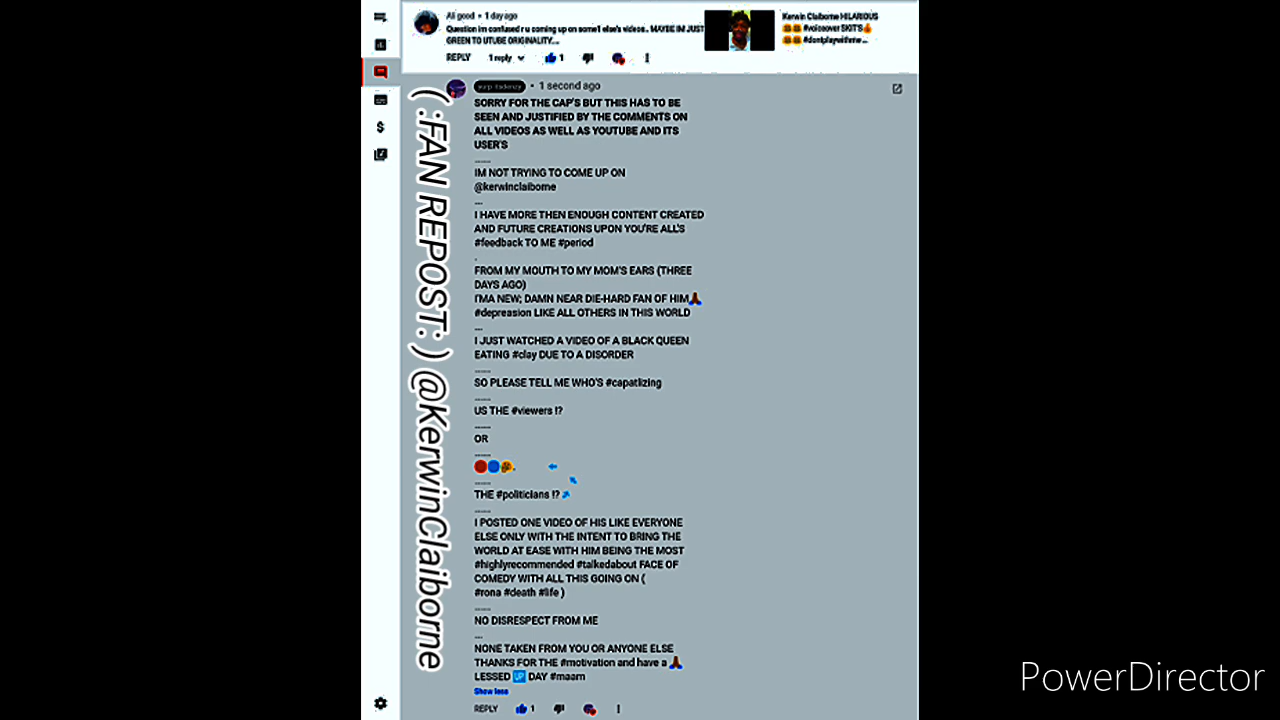 Ali good • 1 day ago
Question im confused r u coming up on some1 else's videos.. MAYBE IM JUST
GREEN TO UTUBE ORIGINALITY....
REPLY 1 reply 1
Kerwin Claiborne HILARIOUS
#voiceover SKIT'S
#dontplaywithme ...
• 1 second ago
SORRY FOR THE CAP'S BUT THIS HAS TO BE
SEEN AND JUSTIFIED BY THE COMMENTS ON
ALL VIDEOS AS WELL AS YOUTUBE AND ITS
USER'S
.....
IM NOT TRYING TO COME UP ON
@kerwinclaiborne
...
I HAVE MORE THEN ENOUGH CONTENT CREATED
AND FUTURE CREATIONS UPON YOU'RE ALL'S
#feedback TO ME #period
.
FROM MY MOUTH TO MY MOM'S EARS (THREE
DAYS AGO)
I'MA NEW; DAMN NEAR DIE-HARD FAN OF HIM🙏🏾
#depreasion LIKE ALL OTHERS IN THIS WORLD
...
I JUST WATCHED A VIDEO OF A BLACK QUEEN
EATING #clay DUE TO A DISORDER
.....
SO PLEASE TELL ME WHO'S #capatlizing
.....
US THE #viewers !?
.....
OR
.....
.....
THE #politicians !?
.....
I POSTED ONE VIDEO OF HIS LIKE EVERYONE
ELSE ONLY WITH THE INTENT TO BRING THE
WORLD AT EASE WITH HIM BEING THE MOST
#highlyrecommended #talkedabout FACE OF
COMEDY WITH ALL THIS GOING ON (
#rona #death #life )
.....
NO DISRESPECT FROM ME
...
NONE TAKEN FROM YOU OR ANYONE ELSE
THANKS FOR THE #motivation and have a 🙏🏾
LESSED 🆙 DAY #maam
Show less
REPLY 1
( :FAN REPOST: ) @KerwinClaiborne
PowerDirector